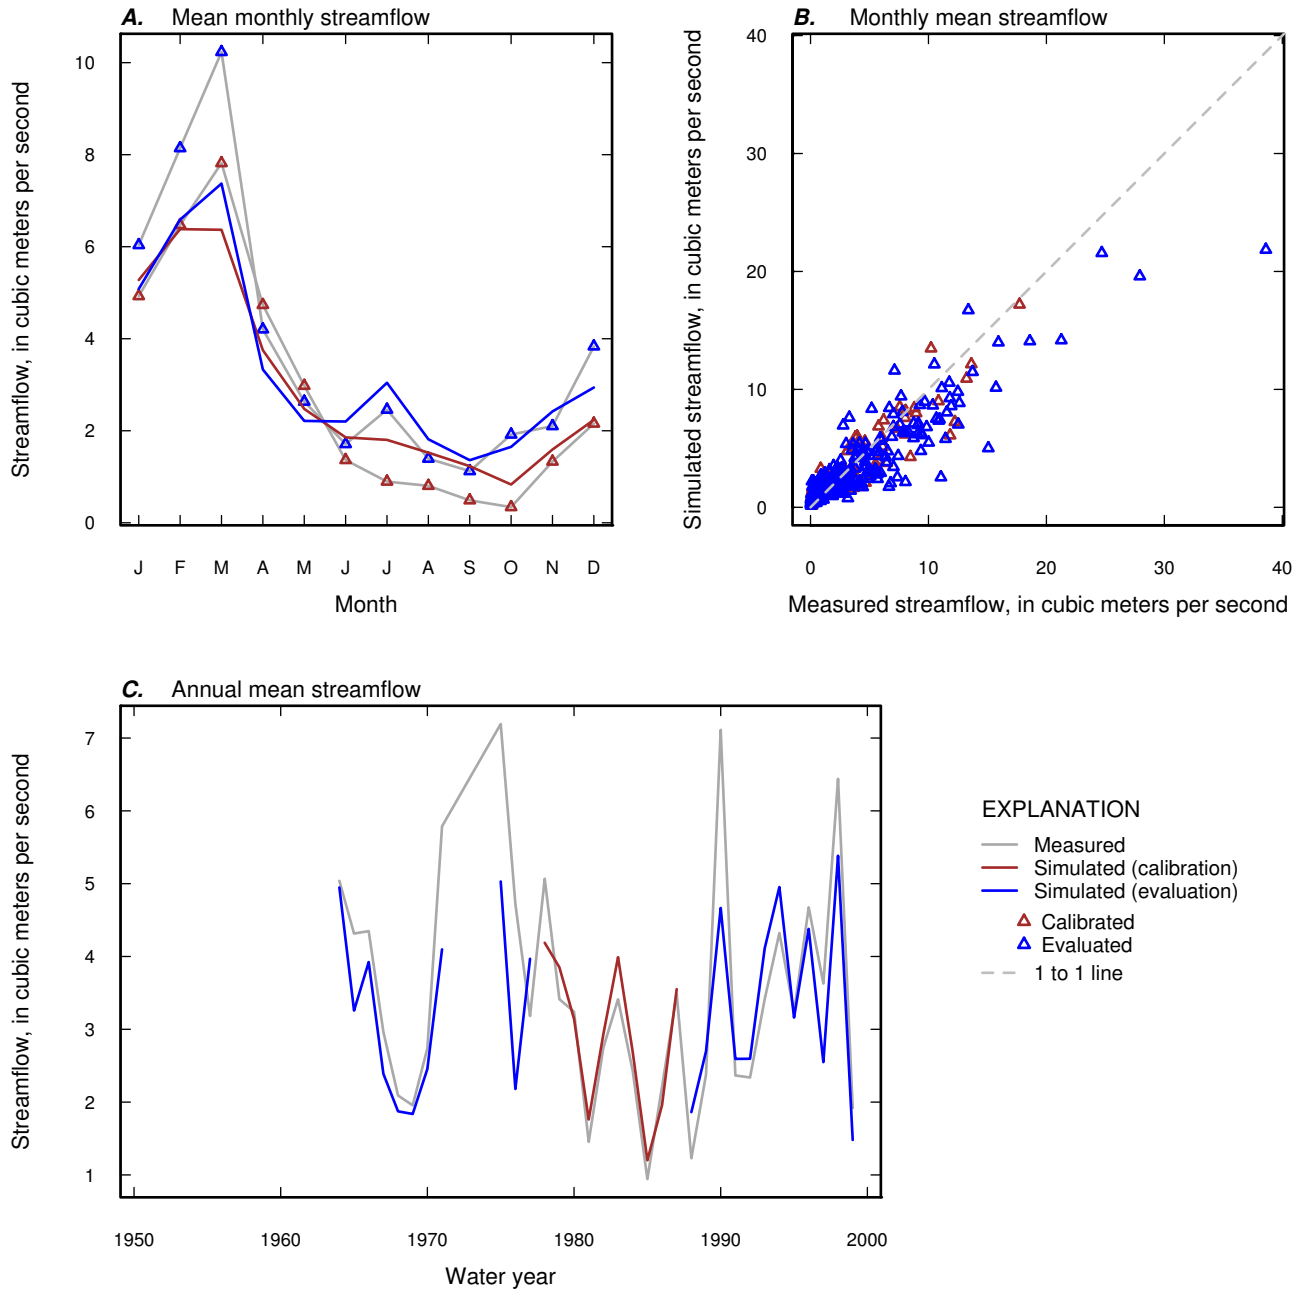 A. Mean monthly streamflow
Streamflow, in cubic meters per second
10
8
6
4
2
0
J F M A M J J A S O N D
Month
B. Monthly mean streamflow
Simulated streamflow, in cubic meters per second
40
30
20
10
0
0 10 20 30 40
Measured streamflow, in cubic meters per second
C. Annual mean streamflow
Streamflow, in cubic meters per second
7
6
5
4
3
2
1
1950 1960 1970 1980 1990 2000
Water year
EXPLANATION
Measured
Simulated (calibration)
Simulated (evaluation)
Calibrated
Evaluated
1 to 1 line